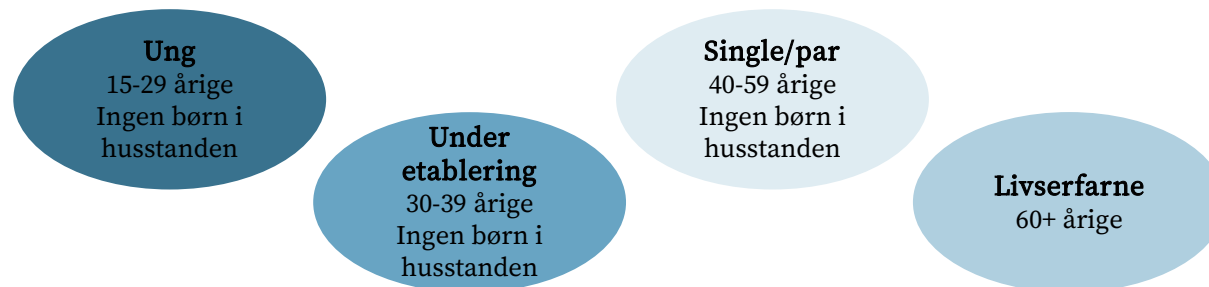 Ung
15-29 årige
Ingen børn i
husstanden
Under
etablering
30-39 årige
Ingen børn i
husstanden
Single/par
40-59 årige
Ingen børn i
husstanden
Livserfarne
60+ årige